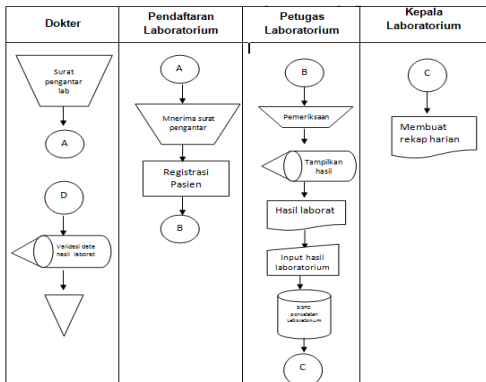 Dokter
Surat
pengantar
lab
A
D
Validasi data
hasil laborat
Pendaftaran
Laboratorium
A
Mnerima surat
pengantar
Registrasi
Pasien
B
Petugas
Laboratorium
B
Pemeriksaan
Tampilkan
hasil
Hasil laborat
Input hasil
laboratorium
SISFO
pencatatan
Laboratorium
C
Kepala
Laboratorium
C
Membuat
rekap harian